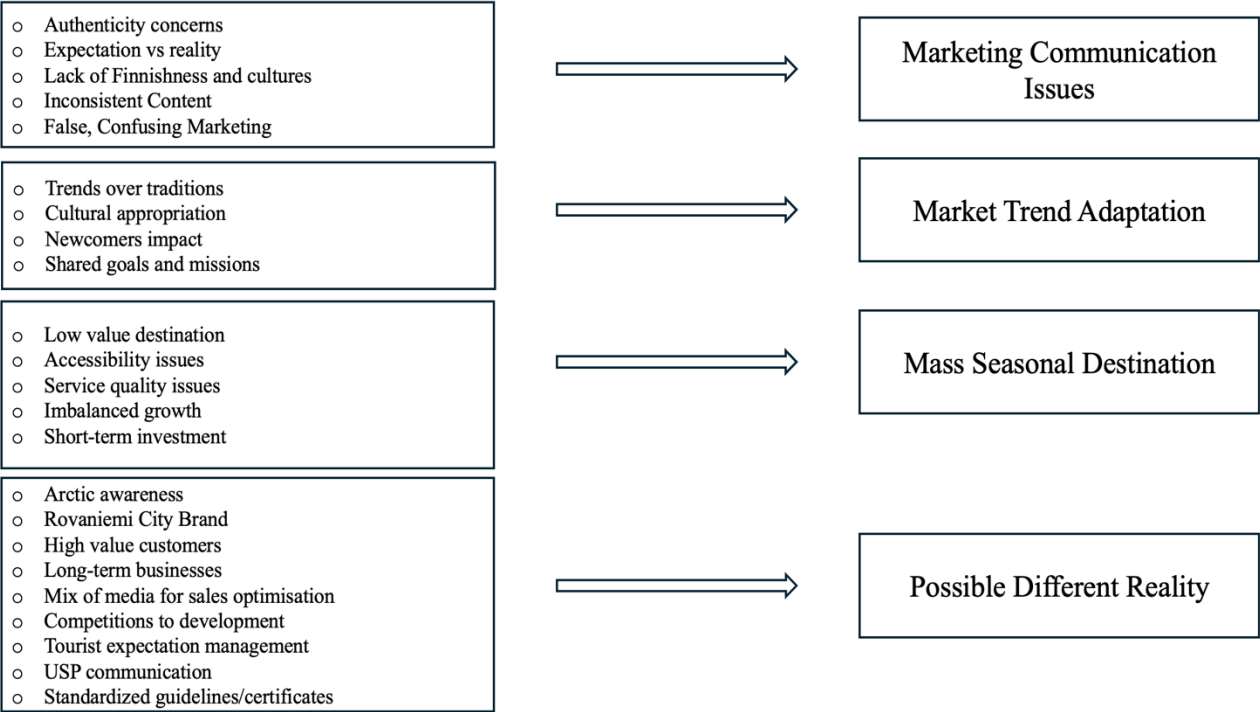 Authenticity concerns
Expectation vs reality
Lack of Finnishness and cultures
Inconsistent Content
False, Confusing Marketing
Marketing Communication
Issues
Trends over traditions
Cultural appropriation
Newcomers impact
Shared goals and missions
Market Trend Adaptation
Low value destination
Accessibility issues
Service quality issues
Imbalanced growth
Short-term investment
Mass Seasonal Destination
Arctic awareness
Rovaniemi City Brand
High value customers
Long-term businesses
Mix of media for sales optimisation
Competitions to development
Tourist expectation management
USP communication
Standardized guidelines/certificates
Possible Different Reality